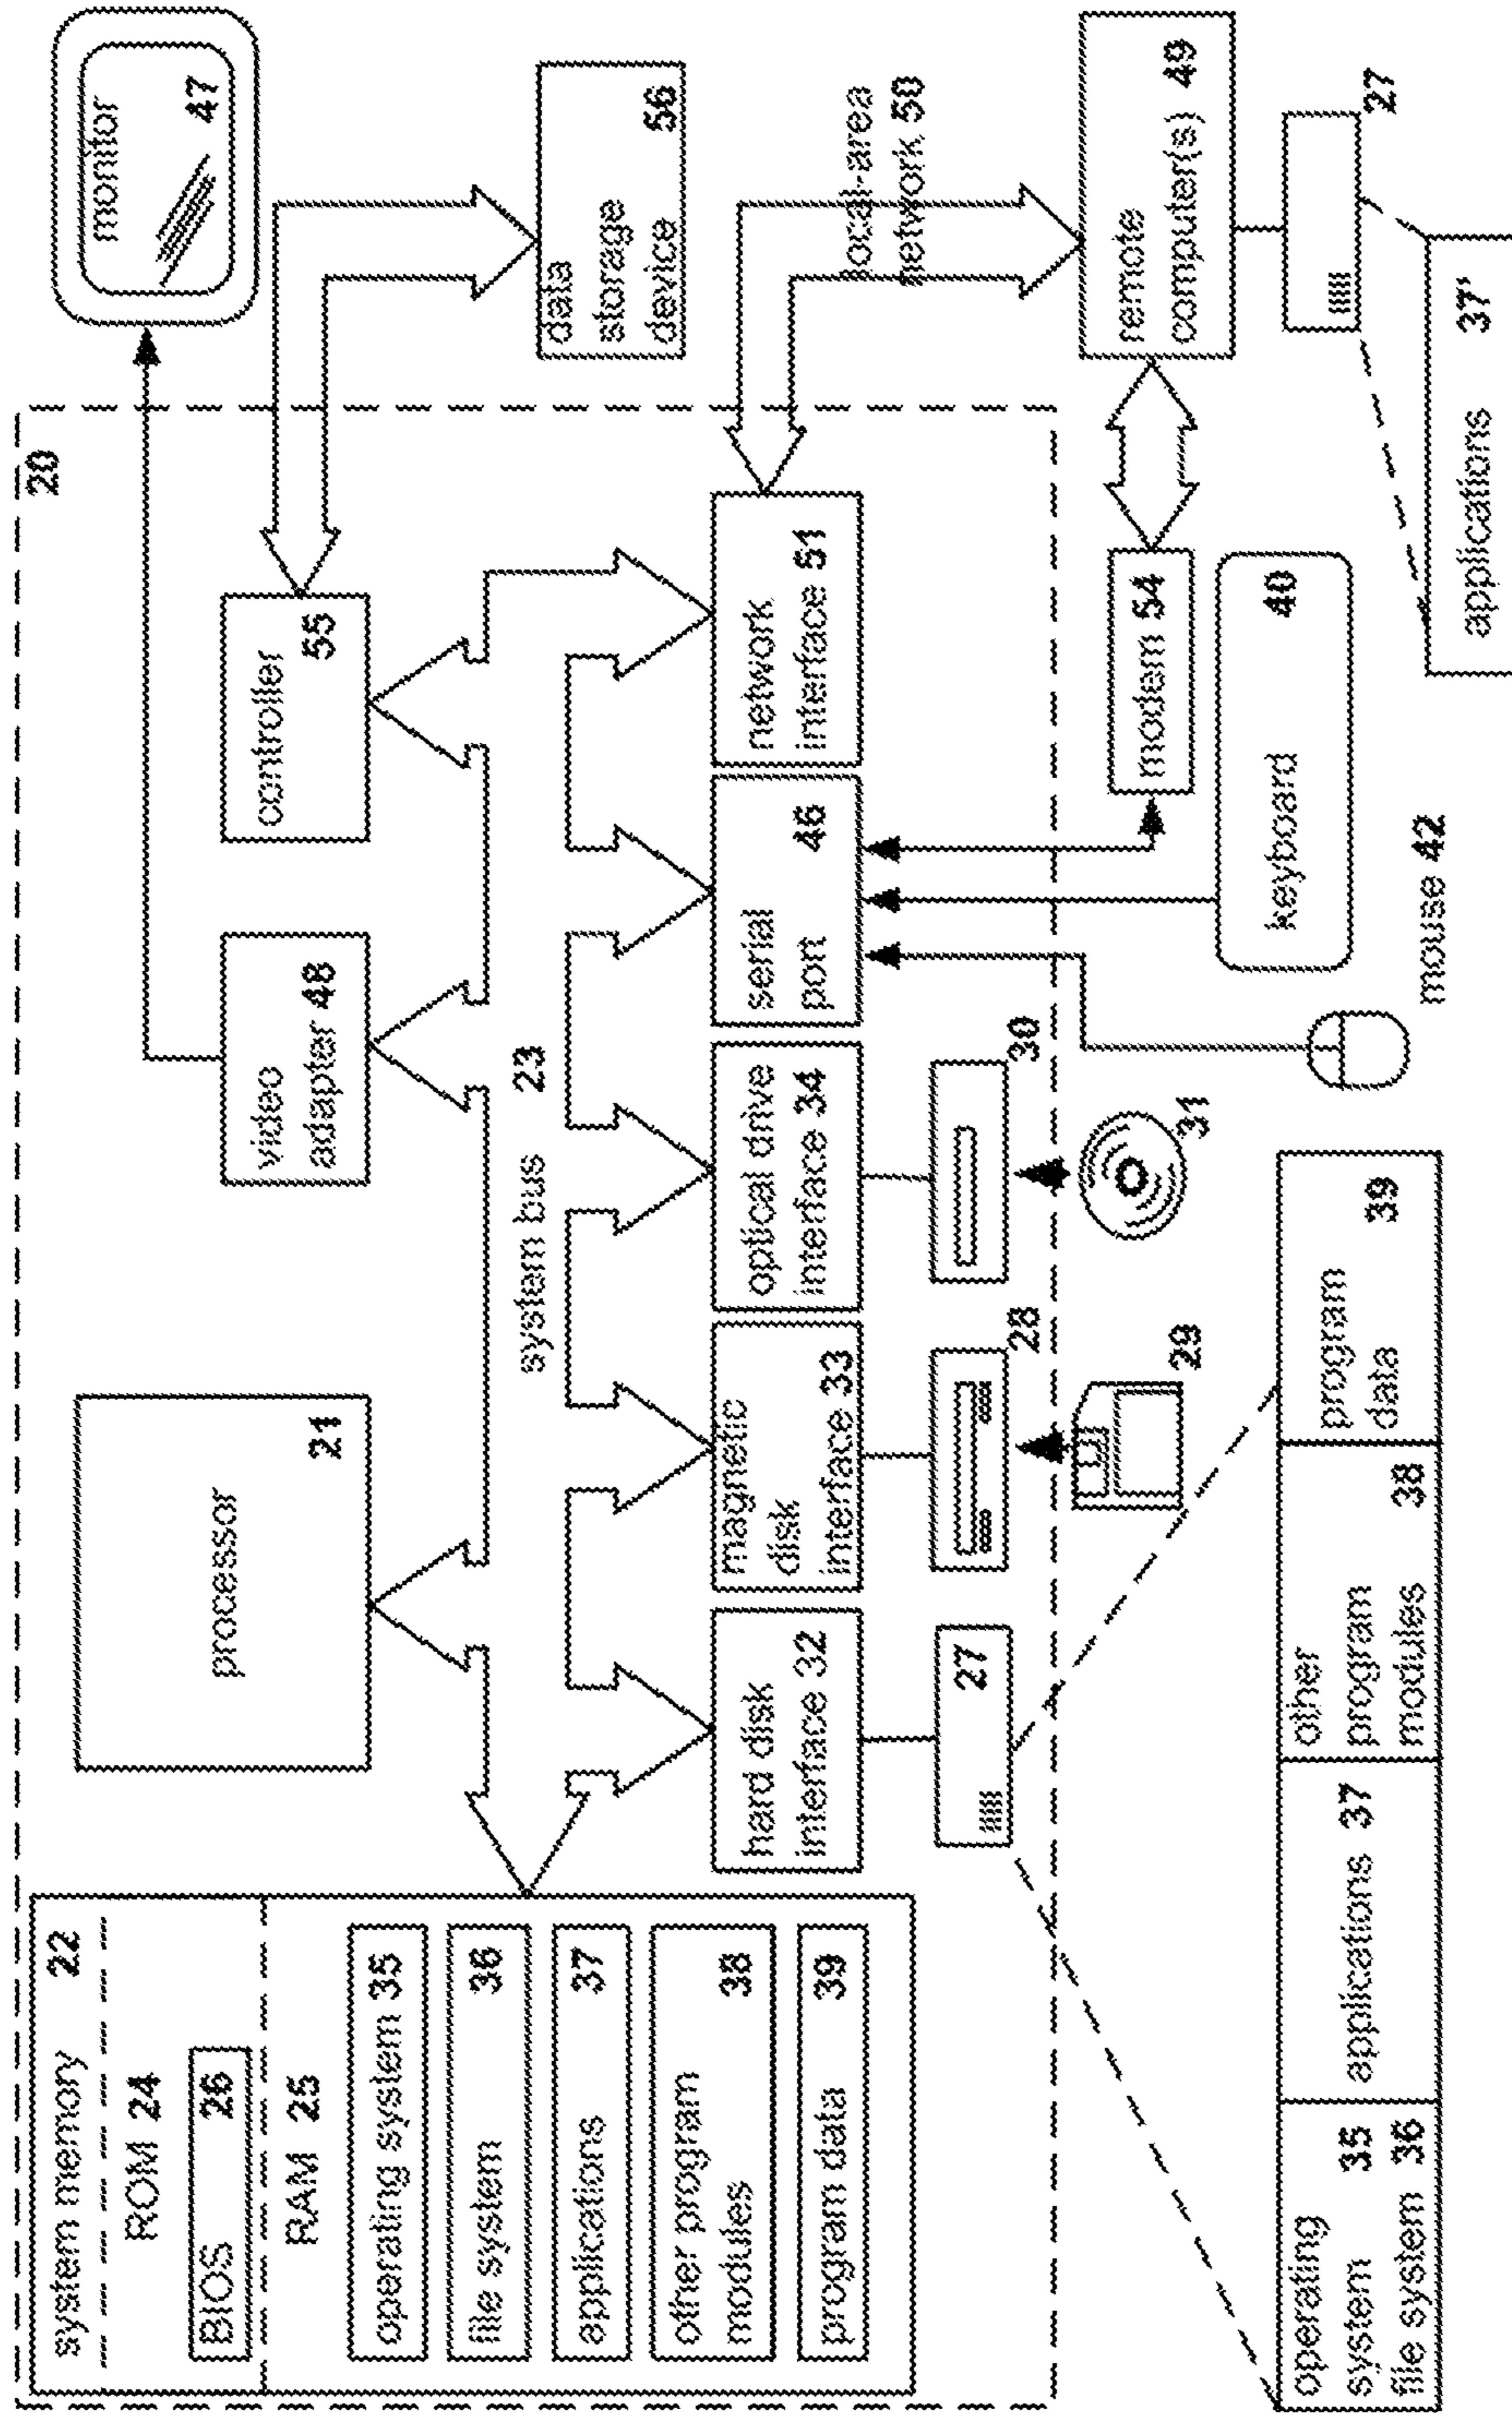 20
system memory 22
ROM 24
BIOS 26
RAM 25
operating system 35
file system 36
applications 37
other program
modules 38
program data 39
processor
21
video
adapter 48
controller
55
monitor
47
system bus 23
data
storage
device 56
hard disk
interface 32
magnetic
disk
interface 33
optical drive
interface 34
serial
port 46
network
interface 51
local-area
network 50
27
28
30
29
31
modem 54
remote
computer(s) 49
keyboard 40
mouse 42
27
operating
system 35
file system 36
applications 37
other
program
modules 38
program
data 39
applications 37'